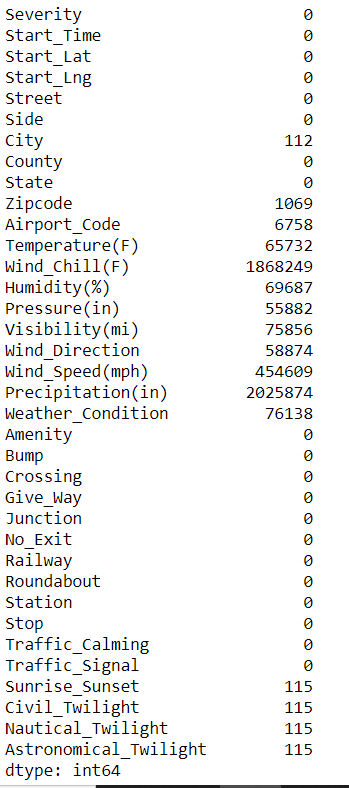 Severity 0
Start_Time 0
Start_Lat 0
Start_Lng 0
Street 0
Side 0
City 112
County 0
State 0
Zipcode 1069
Airport_Code 6758
Temperature(F) 65732
Wind_Chill(F) 1868249
Humidity(%) 69687
Pressure(in) 55882
Visibility(mi) 75856
Wind_Direction 58874
Wind_Speed(mph) 454609
Precipitation(in) 2025874
Weather_Condition 76138
Amenity 0
Bump 0
Crossing 0
Give_Way 0
Junction 0
No_Exit 0
Railway 0
Roundabout 0
Station 0
Stop 0
Traffic_Calming 0
Traffic_Signal 0
Sunrise_Sunset 115
Civil_Twilight 115
Nautical_Twilight 115
Astronomical_Twilight 115
dtype: int64